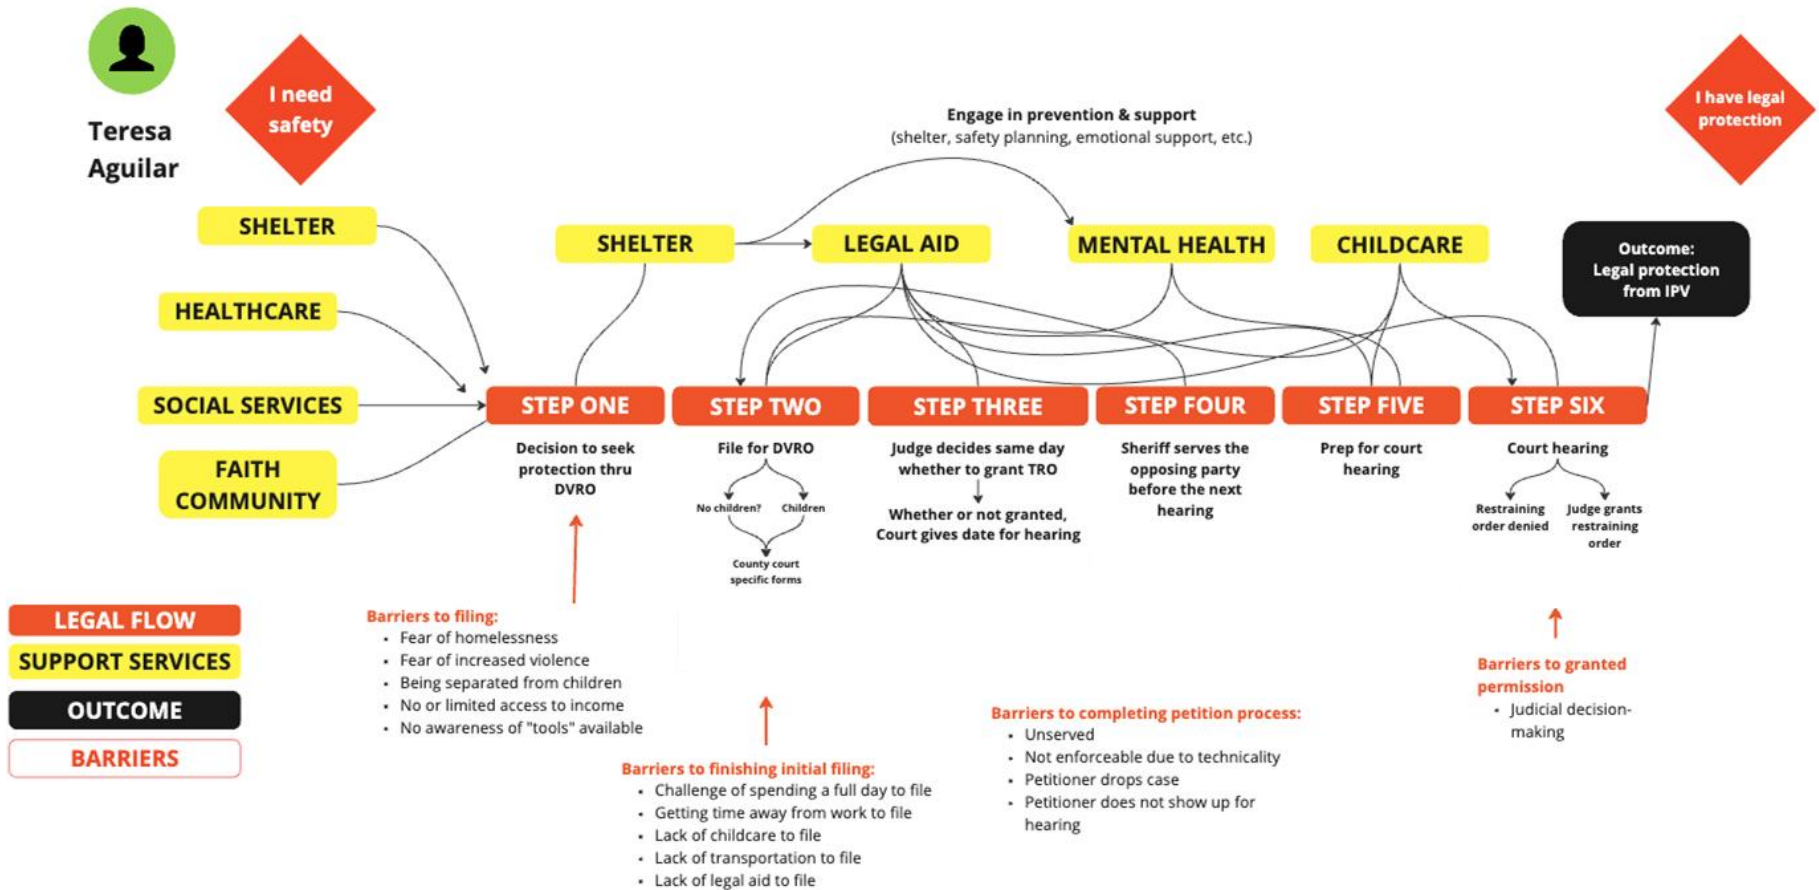 Teresa
Aguilar
I need
safety
I have legal
protection
Engage in prevention & support
(shelter, safety planning, emotional support, etc.)
SHELTER
HEALTHCARE
SOCIAL SERVICES
FAITH
COMMUNITY
SHELTER
LEGAL AID
MENTAL HEALTH
CHILDCARE
Outcome:
Legal protection
from IPV
STEP ONE
Decision to seek
protection thru
DVRO
STEP TWO
File for DVRO
No children?
Children
County court
specific forms
STEP THREE
Judge decides same day
whether to grant TRO
Whether or not granted,
Court gives date for hearing
STEP FOUR
Sheriff serves the
opposing party
before the next
hearing
STEP FIVE
Prep for court
hearing
STEP SIX
Court hearing
Restraining
order denied
Judge grants
restraining
order
LEGAL FLOW
SUPPORT SERVICES
OUTCOME
BARRIERS
Barriers to filing:
• Fear of homelessness
• Fear of increased violence
• Being separated from children
• No or limited access to income
• No awareness of "tools" available
Barriers to finishing initial filing:
• Challenge of spending a full day to file
• Getting time away from work to file
• Lack of childcare to file
• Lack of transportation to file
• Lack of legal aid to file
Barriers to completing petition process:
• Unserved
• Not enforceable due to technicality
• Petitioner drops case
• Petitioner does not show up for
hearing
Barriers to granted
permission
• Judicial decision-
making